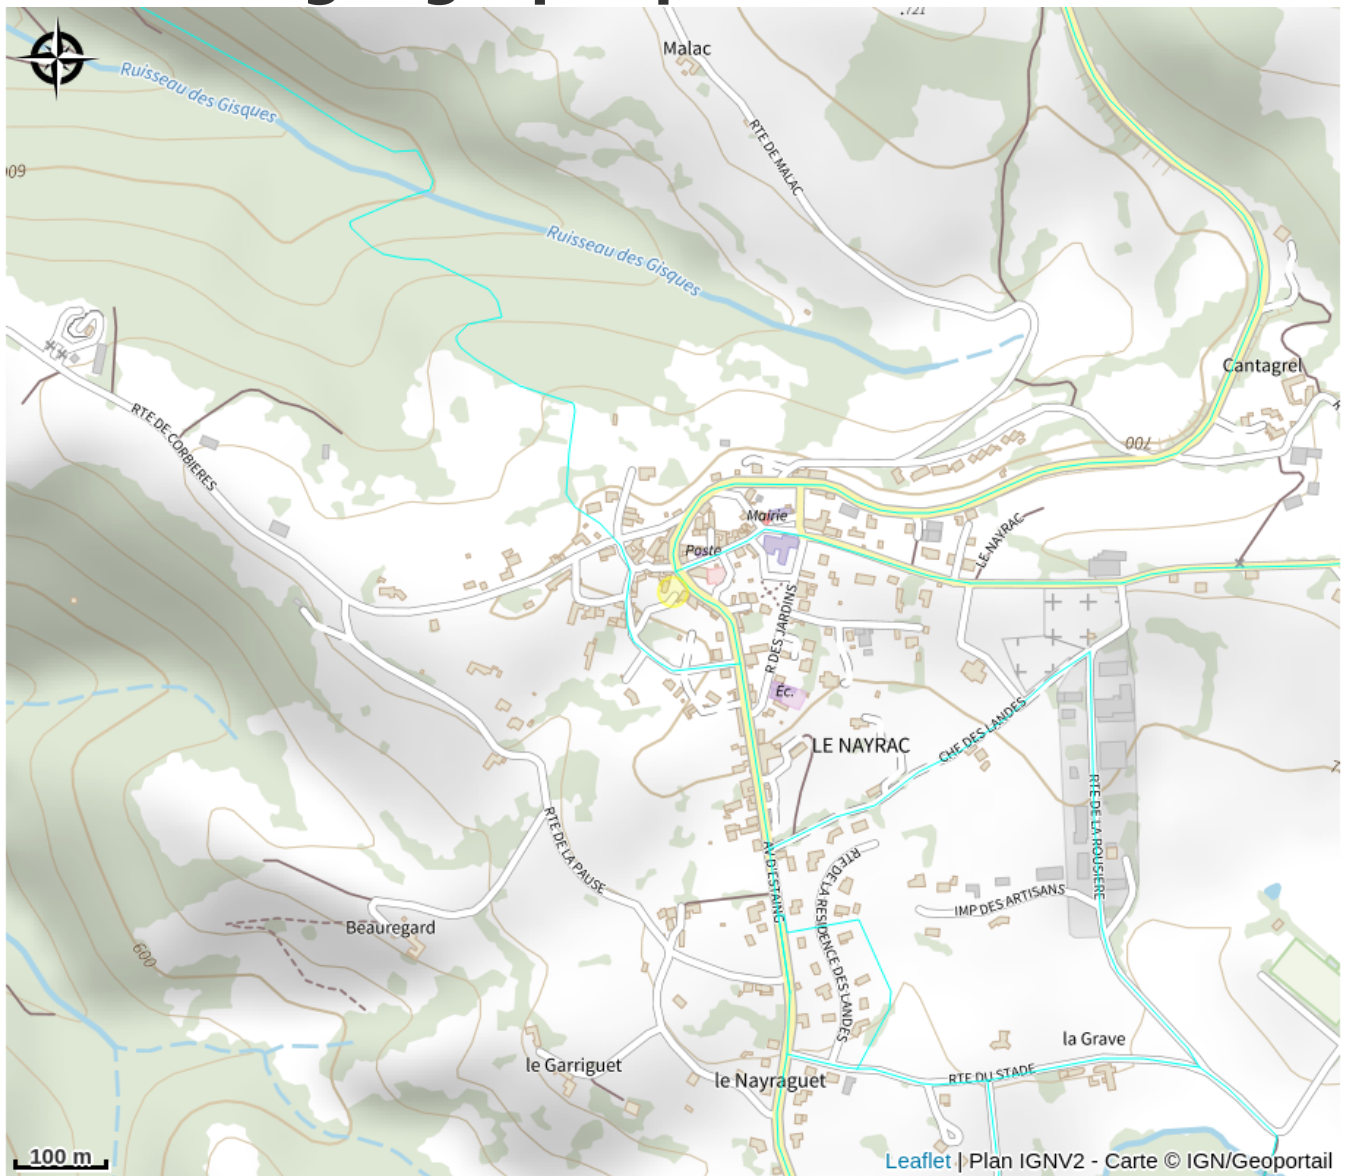 .721
Malac
Ruisseau des Gisques
RTE DE MALAC
609
Ruisseau des Gisques
Cantagrel
RTE DE CORBIERES
700
Mairie
LE NAYRAC
Poste
R DES JARDINS
Éc.
CHE DES LANDES
LE NAYRAC
RTE DE LA PAUSE
AV D'ESTAING
RTE DE LA RESIDENCE DES LANDES
RTE DE LA ROUSIERE
IMP DES ARTISANS
Beauregard
600
la Grave
le Garriguet
le Nayraguet
RTE DU STADE
100 m
Leaflet | Plan IGNV2 - Carte © IGN/Geoportail